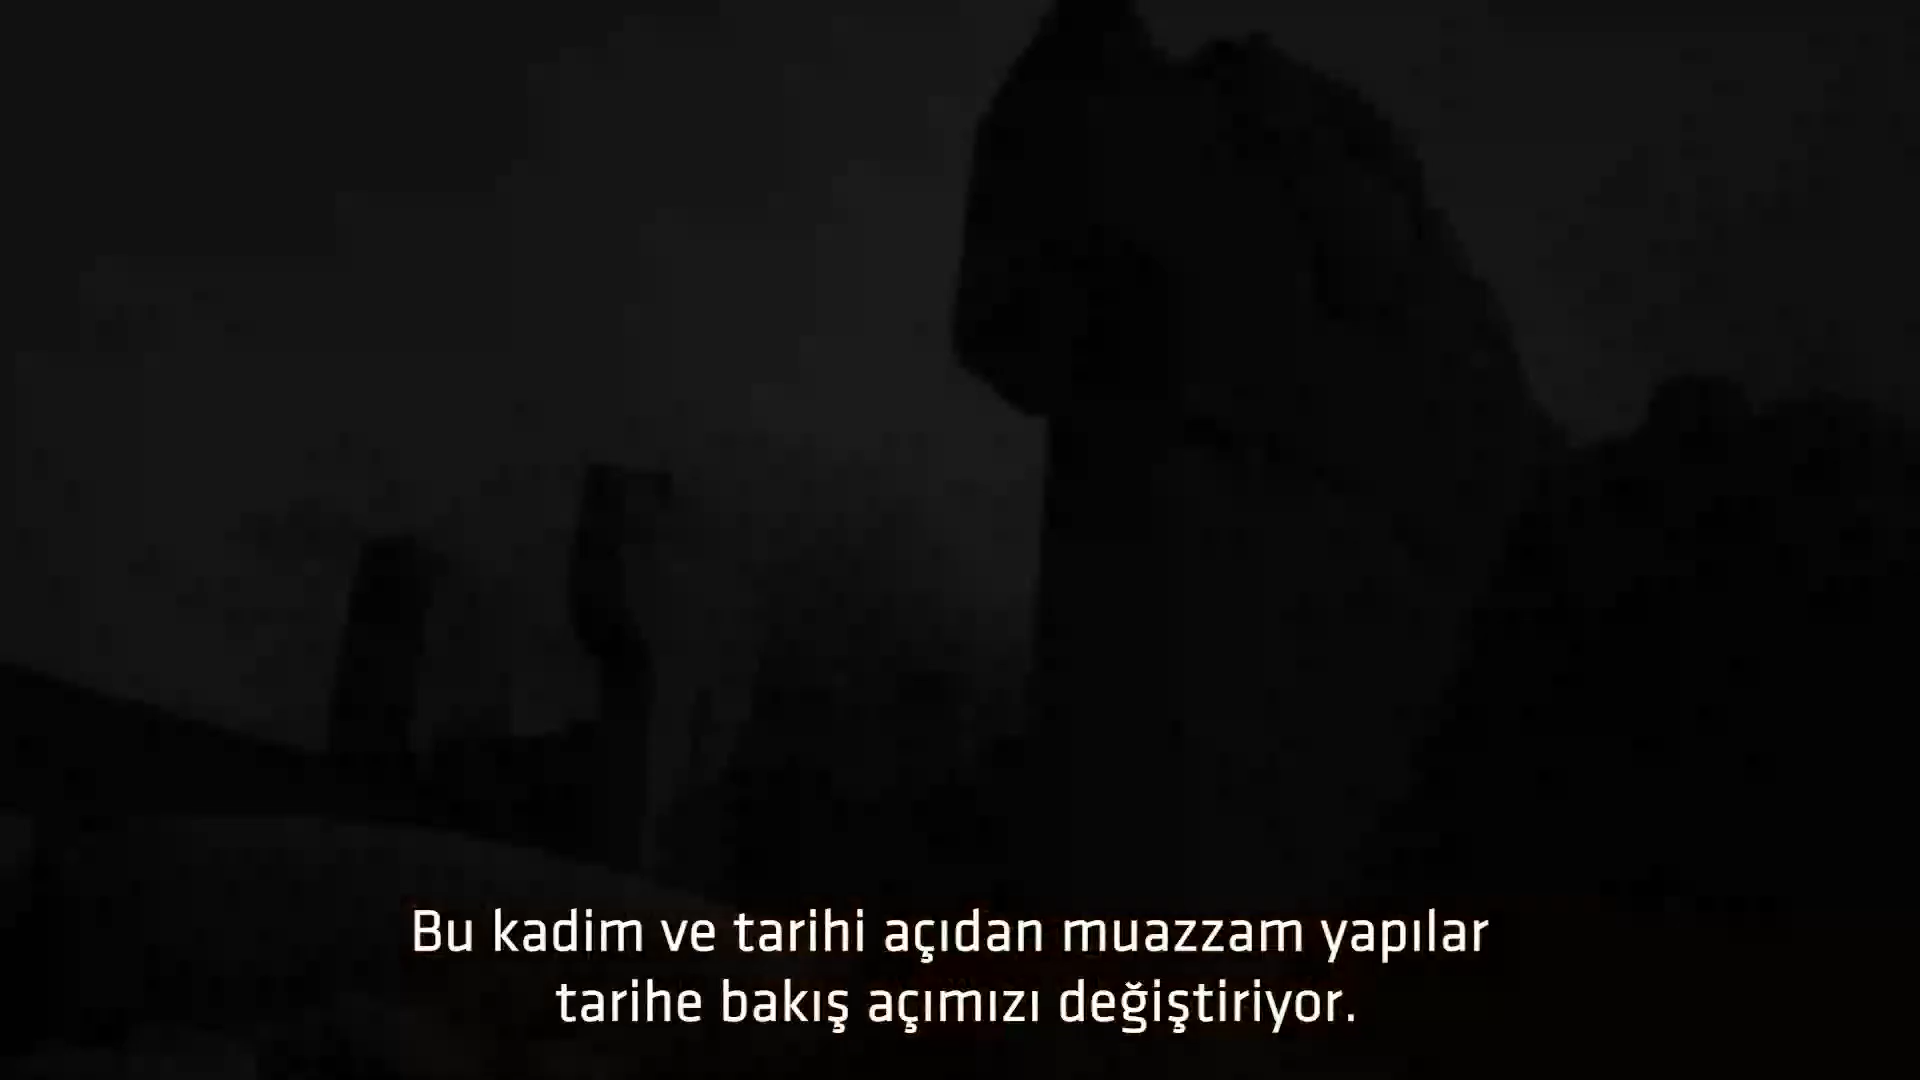 Bu kadim ve tarihi açıdan muazzam yapılar
tarihe bakış açımızı değiştiriyor.